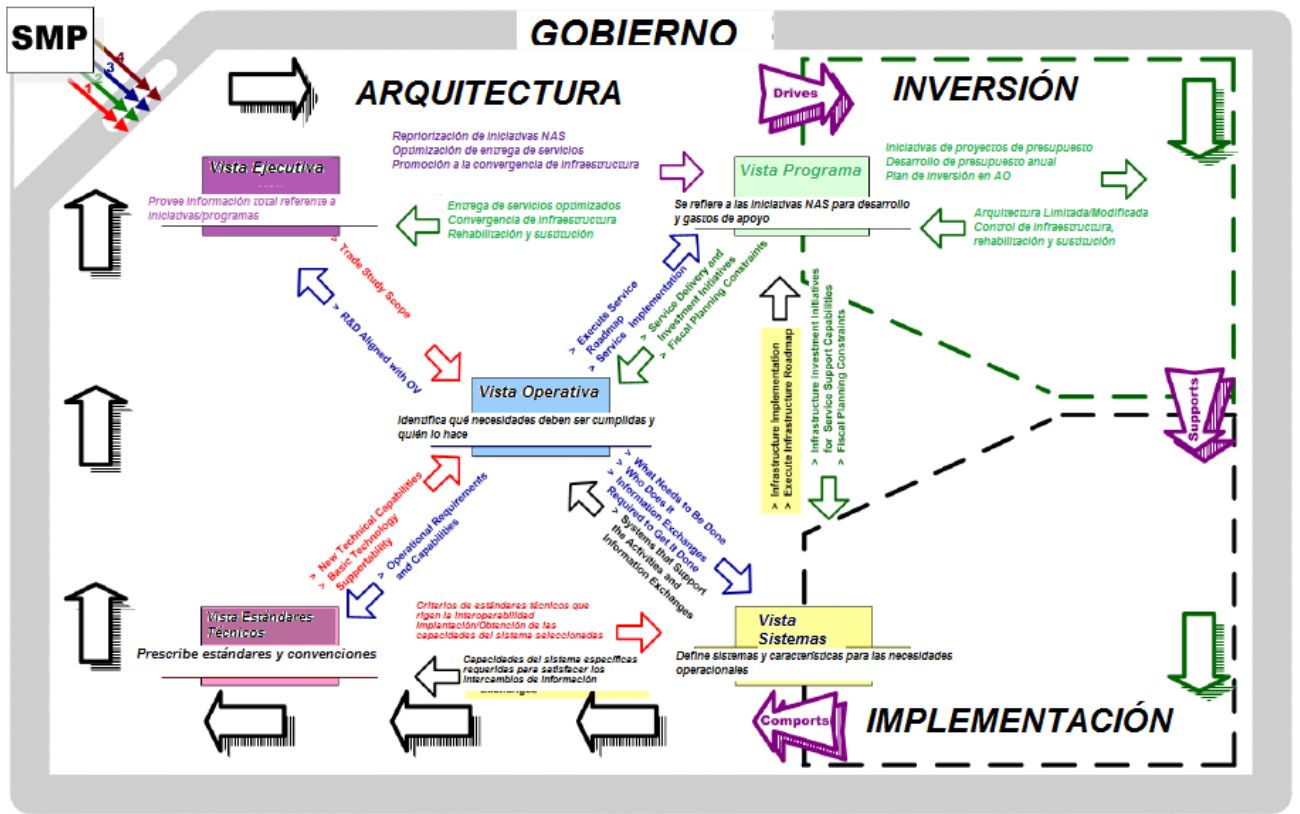 GOBIERNO
SMP
1
2
3
4
ARQUITECTURA
Drives
INVERSIÓN
Repriorización de iniciativas NAS
Optimización de entrega de servicios
Promoción a la convergencia de infraestructura
Vista Ejecutiva
Provee información total referente a
iniciativas/programas
Entrega de servicios optimizados
Convergencia de infraestructura
Rehabilitación y sustitución
Vista Programa
Se refiere a las iniciativas NAS para desarrollo
y gastos de apoyo
Iniciativas de proyectos de presupuesto
Desarrollo de presupuesto anual
Plan de inversión en AO
Arquitectura Limitada/Modificada
Control de infraestructura,
rehabilitación y sustitución
> Trade Study Scope
> R&D Aligned with OV
> Execute Service
Roadmap
> Service Implementation
> Service Delivery and
Investment Initiatives
> Fiscal Planning Constraints
> Infrastructure Implementation
> Execute Infrastructure Roadmap
> Infrastructure Investment Initiatives
for Service Support Capabilities
> Fiscal Planning Constraints
Supports
Vista Operativa
Identifica qué necesidades deben ser cumplidas y
quién lo hace
> New Technical Capabilities
> Basic Technology
Supportability
> Operational Requirements
and Capabilities
> What Needs to Be Done
> Who Does It
> Information Exchanges
Required to Get It Done
> Systems that Support
the Activities and
Information Exchanges
Vista Estándares
Técnicos
Prescribe estándares y convenciones
Criterios de estándares técnicos que
rigen la interoperabilidad
Implantación/Obtención de las
capacidades del sistema seleccionadas
Capacidades del sistema específicas
requeridas para satisfacer los
intercambios de información
Vista
Sistemas
Define sistemas y características para las necesidades
operacionales
Comports
IMPLEMENTACIÓN